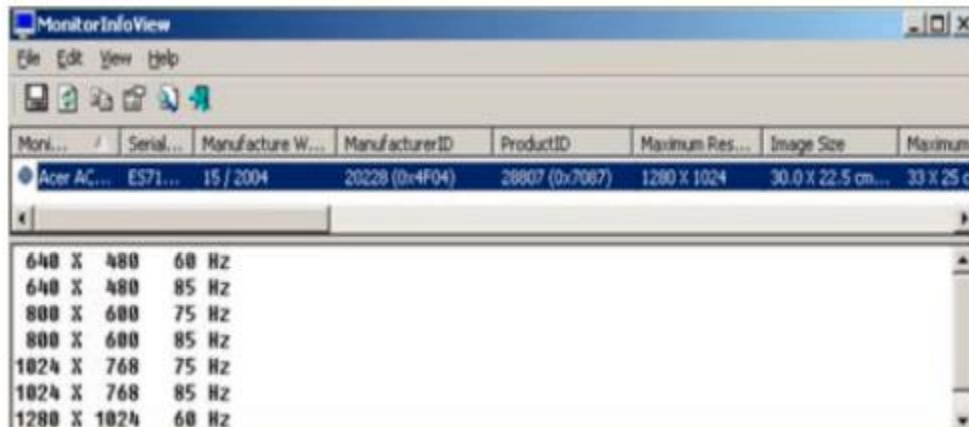 MonitorInfoView
File Edit View Help
Moni... Serial... Manufacture W... ManufacturerID ProductID Maximum Res... Image Size Maximum
Acer AC... ES71... 15 / 2004 20228 (0x4F04) 28807 (0x7087) 1280 X 1024 30.0 X 22.5 cm... 33 X 25 c
640 X 480 60 Hz
640 X 480 85 Hz
800 X 600 75 Hz
800 X 600 85 Hz
1024 X 768 75 Hz
1024 X 768 85 Hz
1280 X 1024 60 Hz